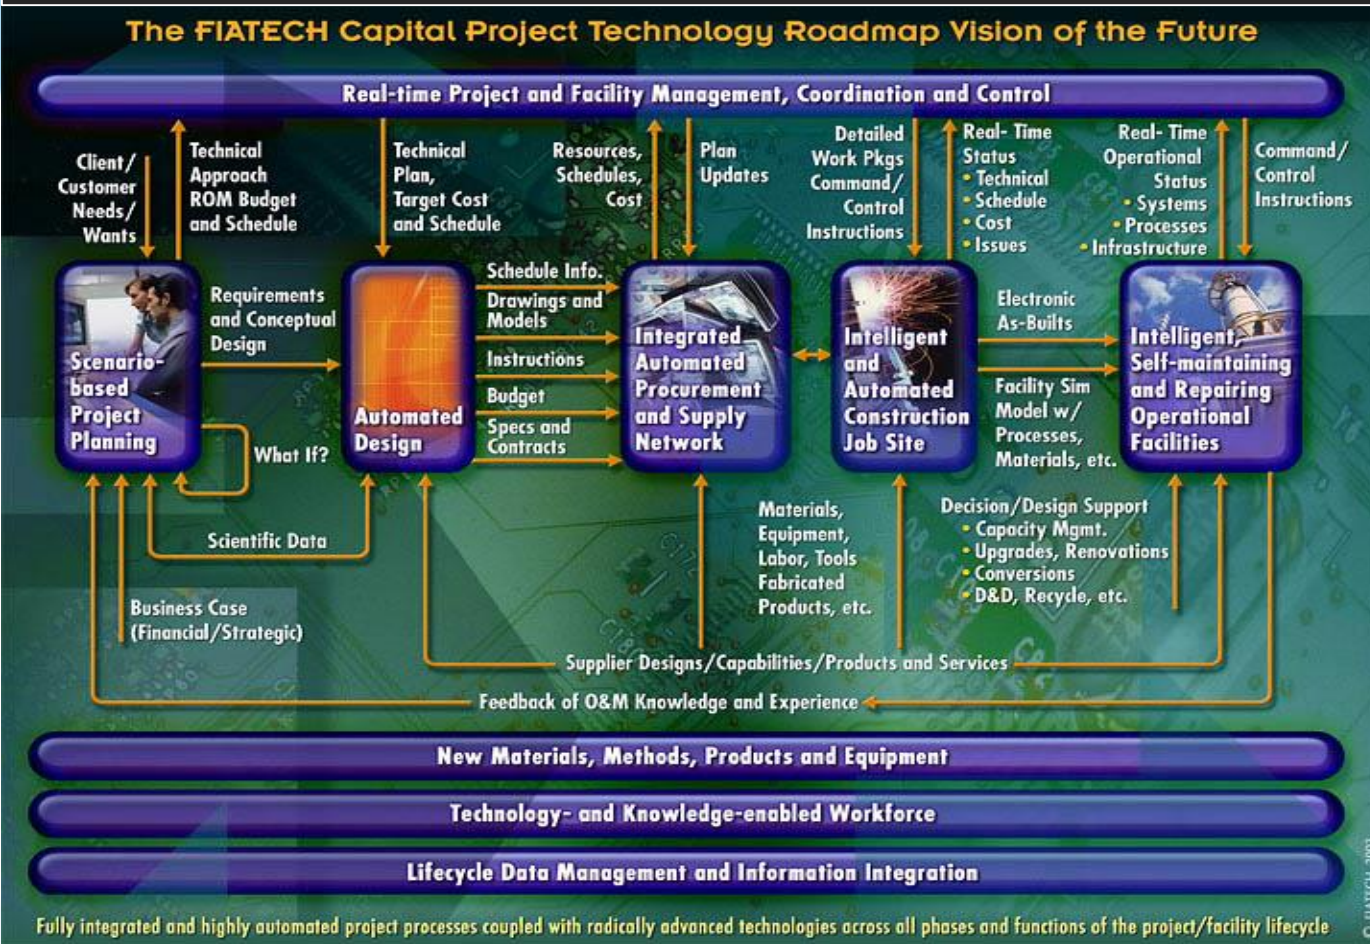 The FIATECH Capital Project Technology Roadmap Vision of the Future
Real-time Project and Facility Management, Coordination and Control
Client/
Customer
Needs/
Wants
Technical
Approach
ROM Budget
and Schedule
Technical
Plan,
Target Cost
and Schedule
Resources,
Schedules,
Cost
Plan
Updates
Detailed
Work Pkgs
Command/
Control
Instructions
Real- Time
Status
• Technical
• Schedule
• Cost
• Issues
Real- Time
Operational
Status
• Systems
• Processes
• Infrastructure
Command/
Control
Instructions
Scenario-
based
Project
Planning
Requirements
and Conceptual
Design
What If?
Automated
Design
Schedule Info.
Drawings and
Models
Instructions
Budget
Specs and
Contracts
Integrated
Automated
Procurement
and Supply
Network
Intelligent
and
Automated
Construction
Job Site
Electronic
As-Builts
Facility Sim
Model w/
Processes,
Materials, etc.
Intelligent,
Self-maintaining
and Repairing
Operational
Facilities
Scientific Data
Business Case
(Financial/Strategic)
Materials,
Equipment,
Labor, Tools
Fabricated
Products, etc.
Decision/Design Support
• Capacity Mgmt.
• Upgrades, Renovations
• Conversions
• D&D, Recycle, etc.
Supplier Designs/Capabilities/Products and Services
Feedback of O&M Knowledge and Experience
New Materials, Methods, Products and Equipment
Technology- and Knowledge-enabled Workforce
Lifecycle Data Management and Information Integration
Fully integrated and highly automated project processes coupled with radically advanced technologies across all phases and functions of the project/facility lifecycle